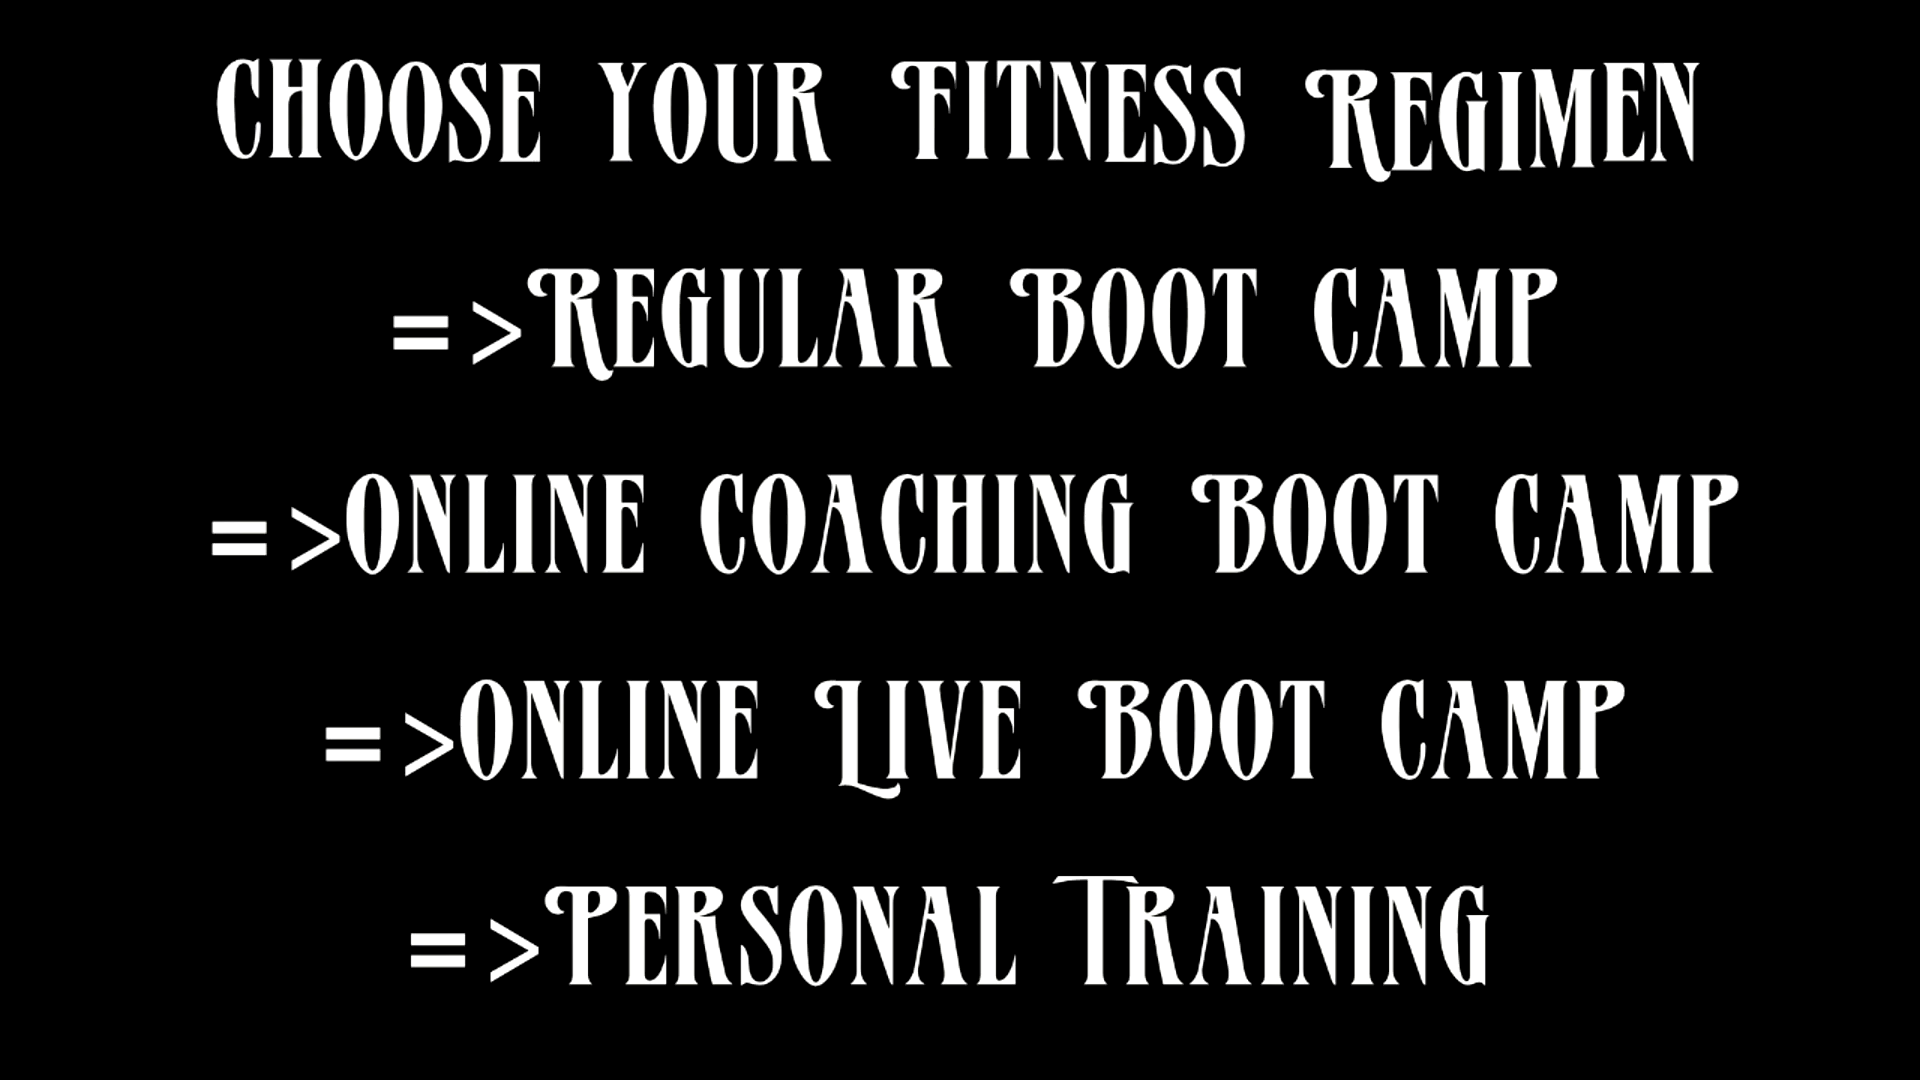 Choose your Fitness Regimen
=>Regular Boot Camp
=>Online Coaching Boot Camp
=>Online Live Boot Camp
=>Personal Training